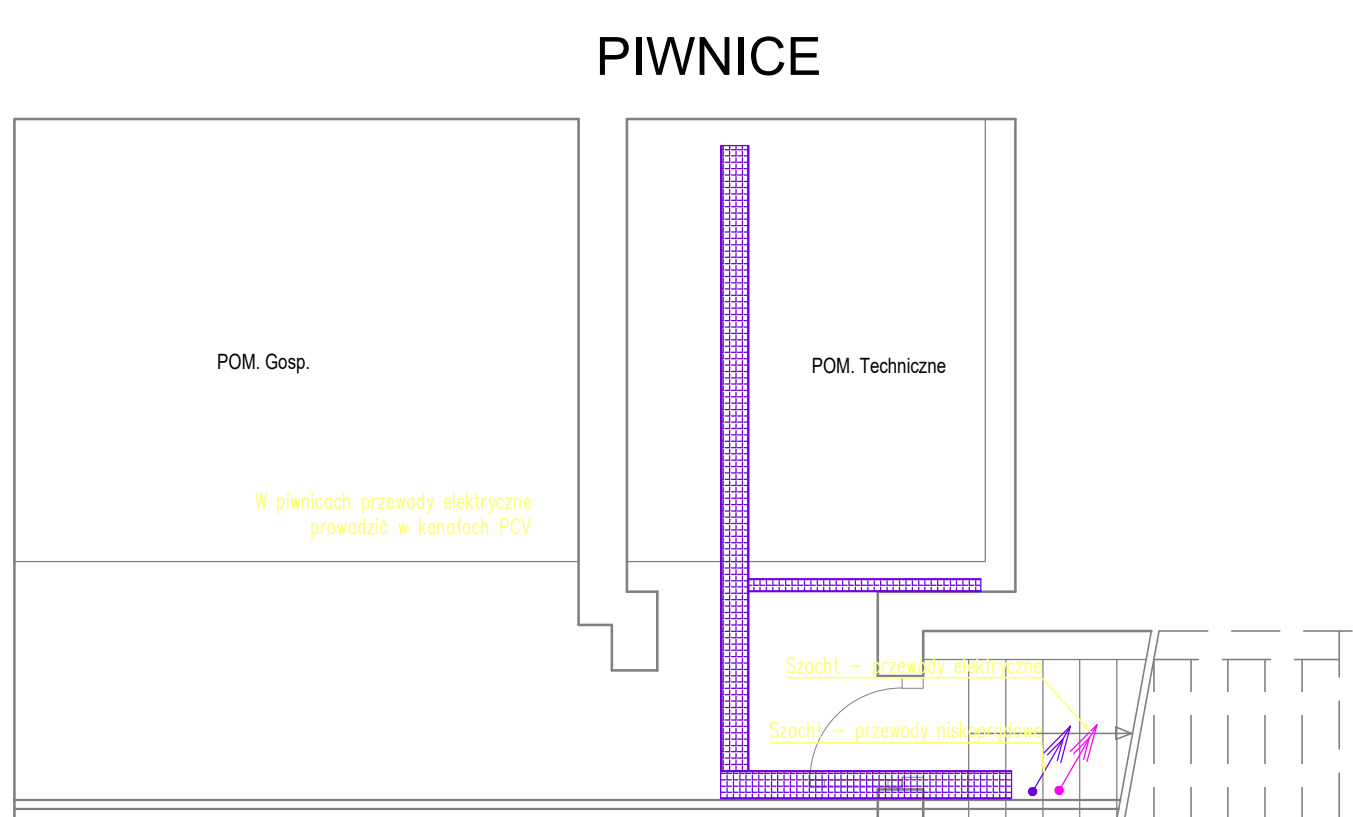 PIWNICE
POM. Gosp.
POM. Techniczne
W piwnicach przewody elektryczne
prowadzić w kanałach PCV
Szacht - przewody elektryczne
Szacht - przewody niskoprądowe